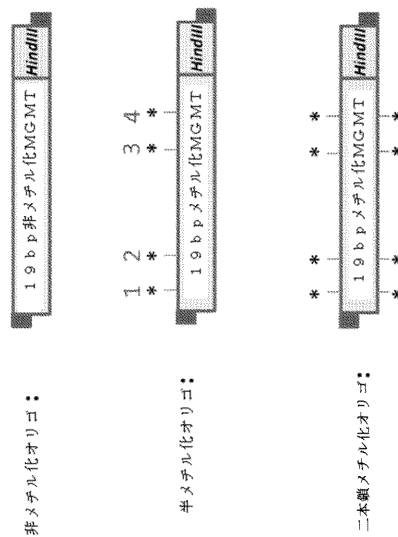 非メチル化オリゴ:
19bp非メチル化MGMT HindIII
半メチル化オリゴ:
1 2 3 4
* * * *
19bpメチル化MGMT HindIII
二本鎖メチル化オリゴ:
* * * *
19bpメチル化MGMT HindIII
* * * *